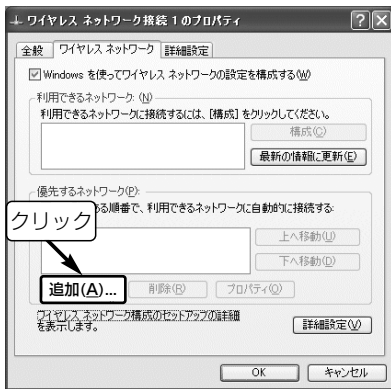 ワイヤレス ネットワーク接続 1のプロパティ
全般 ワイヤレス ネットワーク 詳細設定
Windows を使ってワイヤレス ネットワークの設定を構成する(W)
利用できるネットワーク: (N)
利用できるネットワークに接続するには、[構成] をクリックしてください。
構成(C)
最新の情報に更新(E)
優先するネットワーク(P):
クリック
る順番で、利用できるネットワークに自動的に接続する:
上へ移動(U)
下へ移動(D)
追加(A)... 削除(R) プロパティ(O)
ワイヤレス ネットワーク構成のセットアップの詳細
を表示します。
詳細設定(V)
OK キャンセル